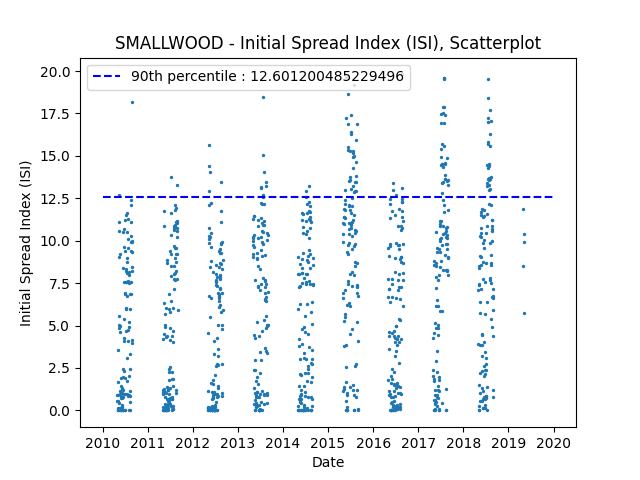 SMALLWOOD - Initial Spread Index (ISI), Scatterplot
90th percentile : 12.601200485229496
20.0
17.5
15.0
12.5
10.0
7.5
5.0
2.5
0.0
Initial Spread Index (ISI)
2010 2011 2012 2013 2014 2015 2016 2017 2018 2019 2020
Date